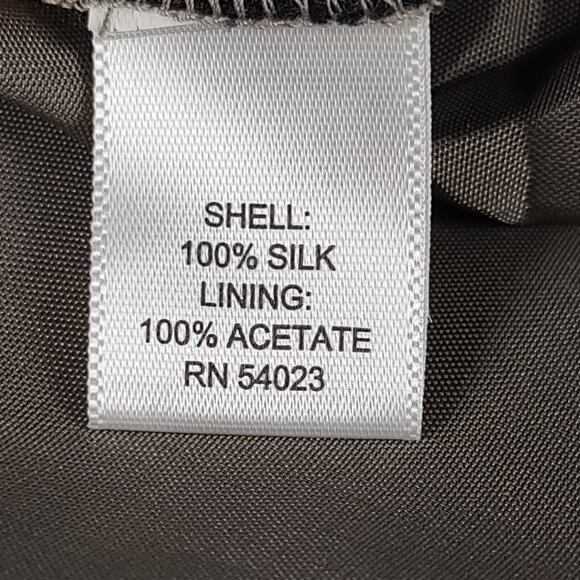 SHELL:
100% SILK
LINING:
100% ACETATE
RN 54023